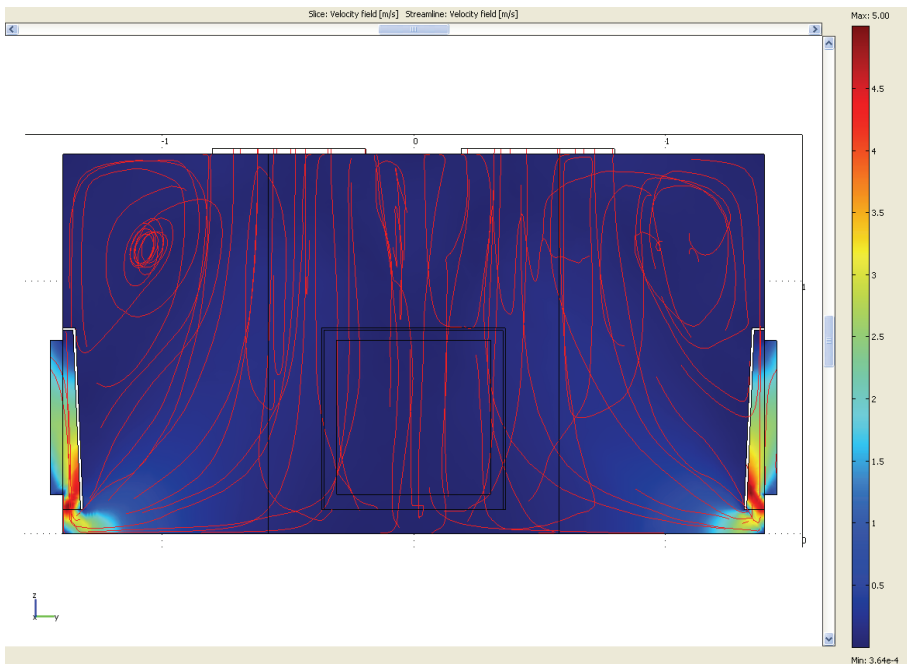 Slice: Velocity field [m/s] Streamline: Velocity field [m/s]
Max: 5.00
-1 0 1
4.5
4
3.5
3
1
2.5
2
1.5
1
0.5
0
z
x y
Min: 3.64e-4